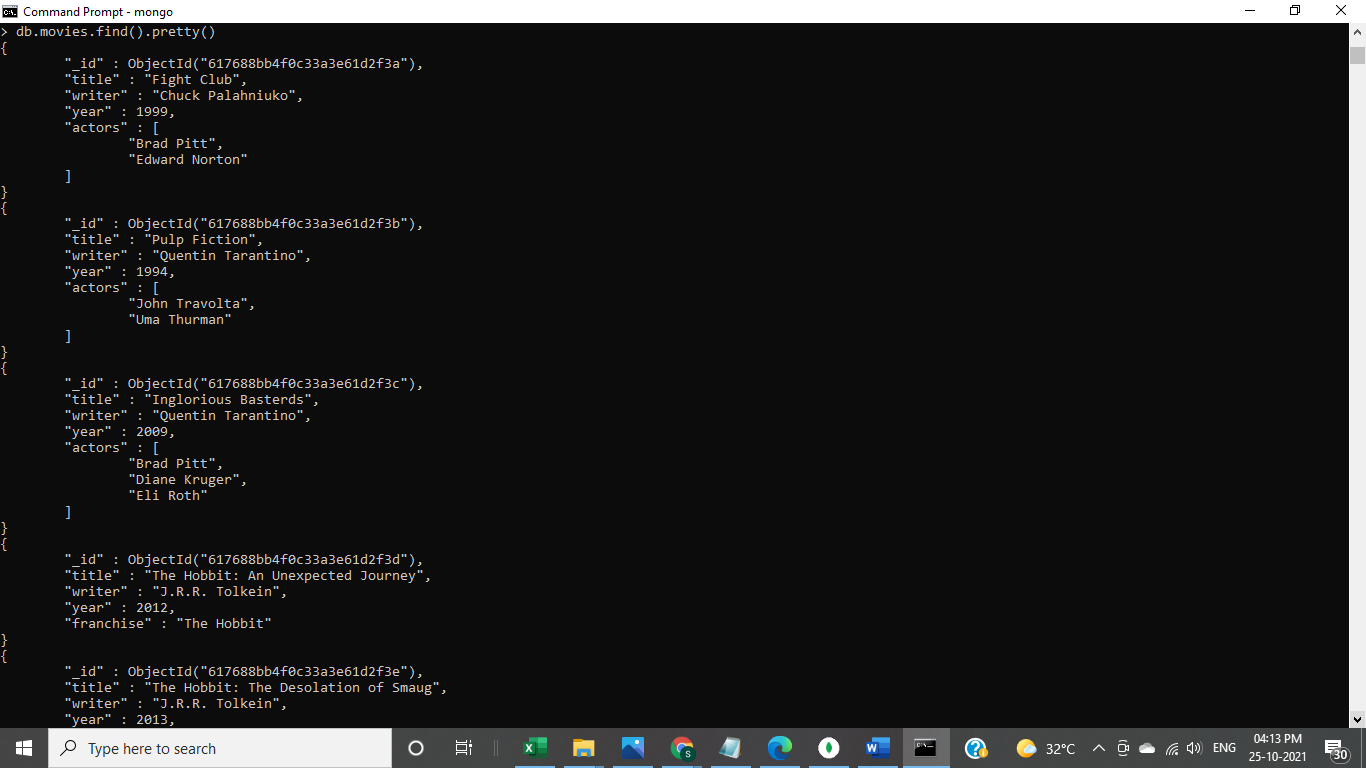 Command Prompt - mongo
> db.movies.find().pretty()
{
"_id" : ObjectId("617688bb4f0c33a3e61d2f3a"),
"title" : "Fight Club",
"writer" : "Chuck Palahniuko",
"year" : 1999,
"actors" : [
"Brad Pitt",
"Edward Norton"
]
}
{
"_id" : ObjectId("617688bb4f0c33a3e61d2f3b"),
"title" : "Pulp Fiction",
"writer" : "Quentin Tarantino",
"year" : 1994,
"actors" : [
"John Travolta",
"Uma Thurman"
]
}
{
"_id" : ObjectId("617688bb4f0c33a3e61d2f3c"),
"title" : "Inglorious Basterds",
"writer" : "Quentin Tarantino",
"year" : 2009,
"actors" : [
"Brad Pitt",
"Diane Kruger",
"Eli Roth"
]
}
{
"_id" : ObjectId("617688bb4f0c33a3e61d2f3d"),
"title" : "The Hobbit: An Unexpected Journey",
"writer" : "J.R.R. Tolkein",
"year" : 2012,
"franchise" : "The Hobbit"
}
{
"_id" : ObjectId("617688bb4f0c33a3e61d2f3e"),
"title" : "The Hobbit: The Desolation of Smaug",
"writer" : "J.R.R. Tolkein",
"year" : 2013,
Type here to search
32°C
ENG
04:13 PM
25-10-2021
30